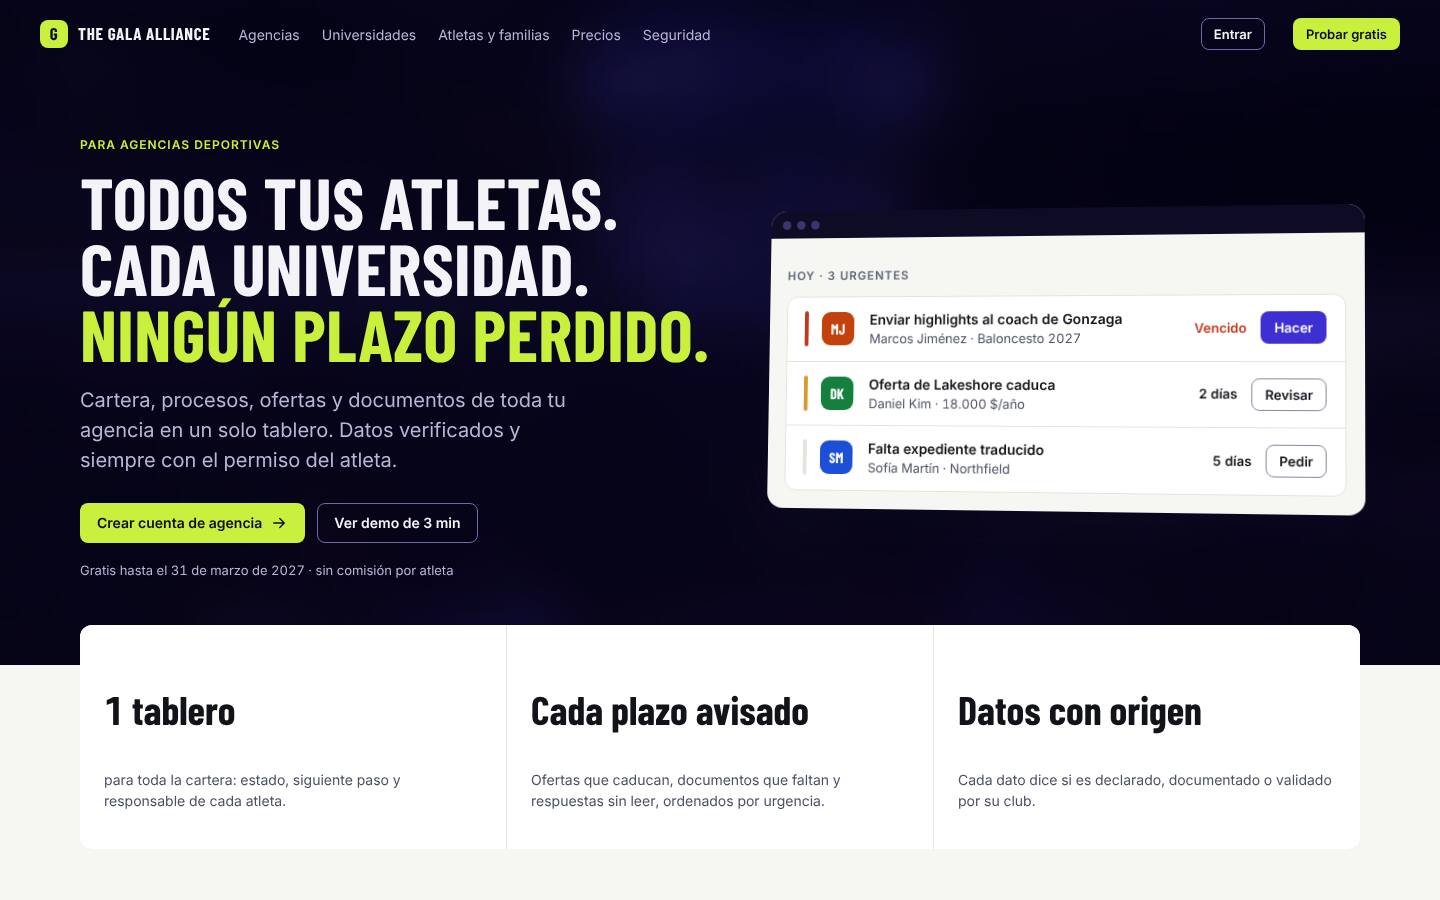 G THE GALA ALLIANCE Agencias Universidades Atletas y familias Precios Seguridad Entrar Probar gratis
PARA AGENCIAS DEPORTIVAS
TODOS TUS ATLETAS.
CADA UNIVERSIDAD.
NINGÚN PLAZO PERDIDO.
Cartera, procesos, ofertas y documentos de toda tu
agencia en un solo tablero. Datos verificados y
siempre con el permiso del atleta.
Crear cuenta de agencia → Ver demo de 3 min
Gratis hasta el 31 de marzo de 2027 · sin comisión por atleta
HOY · 3 URGENTES
MJ Enviar highlights al coach de Gonzaga Vencido Hacer
Marcos Jiménez · Baloncesto 2027
DK Oferta de Lakeshore caduca 2 días Revisar
Daniel Kim · 18.000 $/año
SM Falta expediente traducido 5 días Pedir
Sofía Martín · Northfield
1 tablero
para toda la cartera: estado, siguiente paso y
responsable de cada atleta.
Cada plazo avisado
Ofertas que caducan, documentos que faltan y
respuestas sin leer, ordenados por urgencia.
Datos con origen
Cada dato dice si es declarado, documentado o validado
por su club.